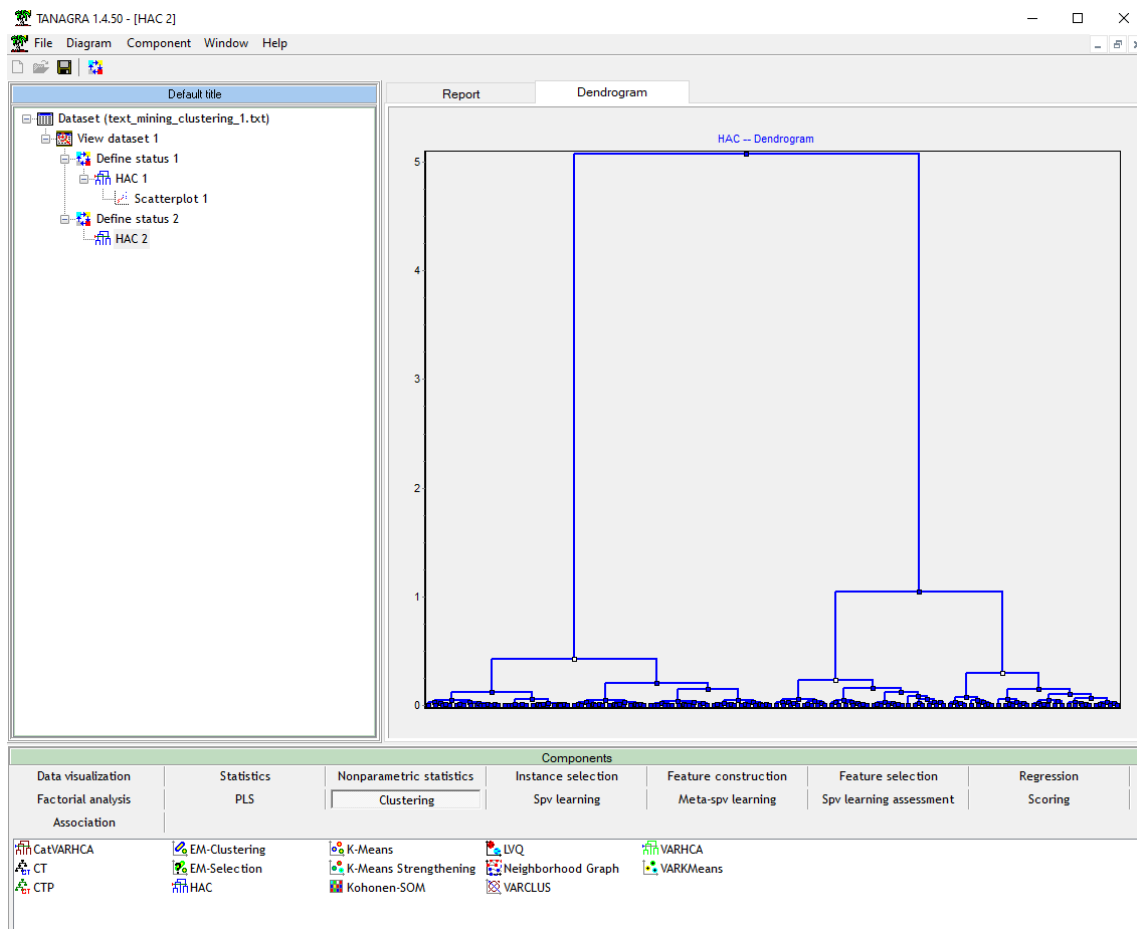 TANAGRA 1.4.50 - [HAC 2]
File Diagram Component Window Help
Default title
Dataset (text_mining_clustering_1.txt)
View dataset 1
Define status 1
HAC 1
Scatterplot 1
Define status 2
HAC 2
Report Dendrogram
HAC -- Dendrogram
5
4
3
2
1
0
Components
Data visualization Statistics Nonparametric statistics Instance selection Feature construction Feature selection Regression
Factorial analysis PLS Clustering Spv learning Meta-spv learning Spv learning assessment Scoring
Association
CatVARHCA EM-Clustering K-Means LVQ VARHCA
CT EM-Selection K-Means Strengthening Neighborhood Graph VARKMeans
CTP HAC Kohonen-SOM VARCLUS